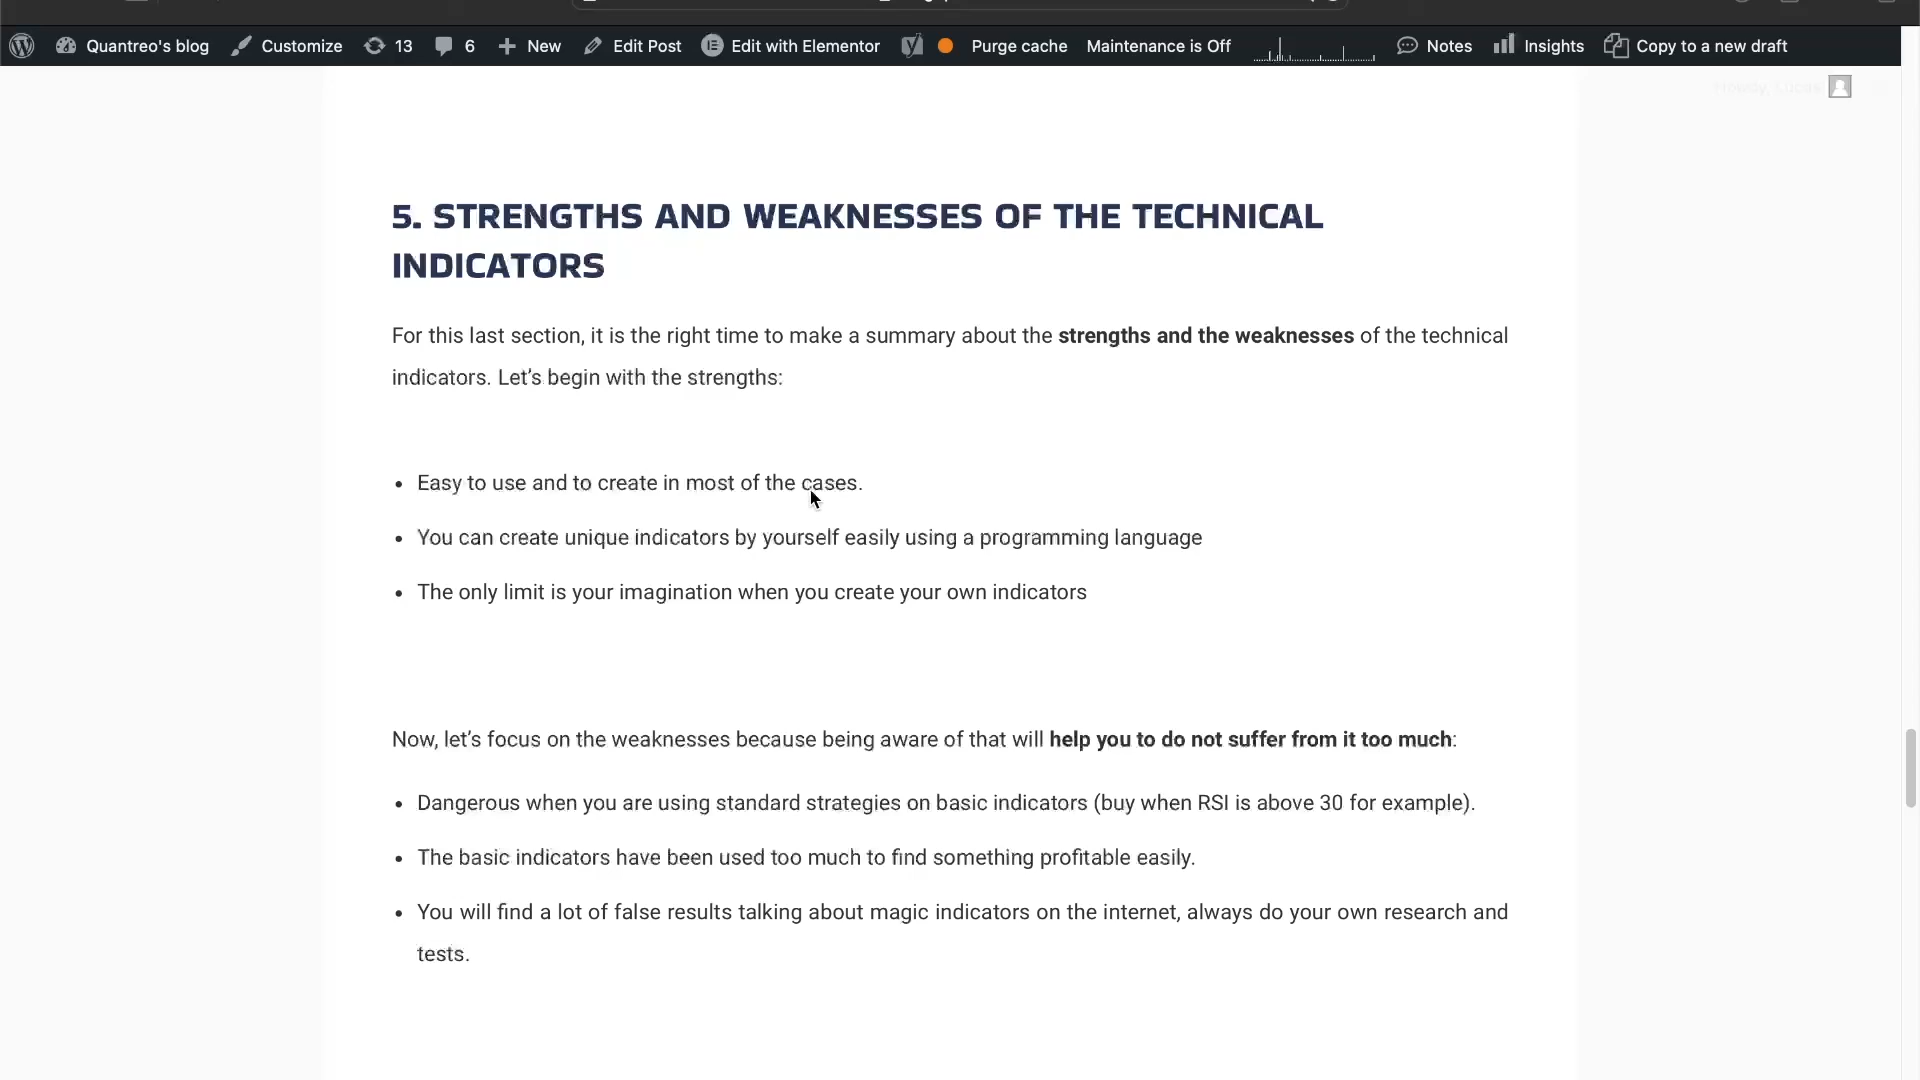 Quantreo's blog Customize 13 6 New Edit Post Edit with Elementor Purge cache Maintenance is Off Notes Insights Copy to a new draft
5. STRENGTHS AND WEAKNESSES OF THE TECHNICAL
INDICATORS
For this last section, it is the right time to make a summary about the strengths and the weaknesses of the technical
indicators. Let’s begin with the strengths:
• Easy to use and to create in most of the cases.
• You can create unique indicators by yourself easily using a programming language
• The only limit is your imagination when you create your own indicators
Now, let’s focus on the weaknesses because being aware of that will help you to do not suffer from it too much:
• Dangerous when you are using standard strategies on basic indicators (buy when RSI is above 30 for example).
• The basic indicators have been used too much to find something profitable easily.
• You will find a lot of false results talking about magic indicators on the internet, always do your own research and
tests.